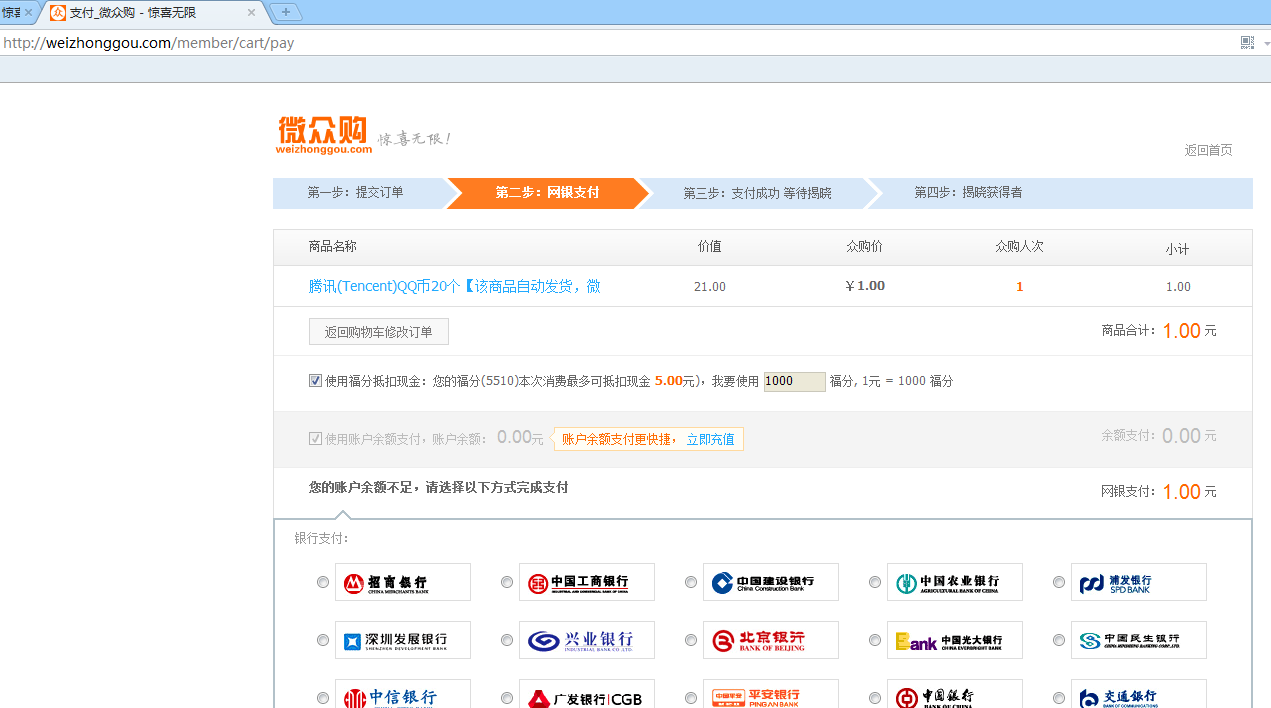 惊喜
支付_微众购 - 惊喜无限
http://weizhonggou.com/member/cart/pay
微众购
weizhonggou.com
惊喜无限!
返回首页
第一步：提交订单
第二步：网银支付
第三步：支付成功 等待揭晓
第四步：揭晓获得者
商品名称 价值 众购价 众购人次 小计
腾讯(Tencent)QQ币20个【该商品自动发货，微 21.00 ￥1.00 1 1.00
返回购物车修改订单 商品合计：1.00 元
使用福分抵扣现金：您的福分(5510)本次消费最多可抵扣现金 5.00元)，我要使用 1000 福分, 1元 = 1000 福分
使用账户余额支付，账户余额： 0.00元 账户余额支付更快捷， 立即充值 余额支付：0.00 元
您的账户余额不足，请选择以下方式完成支付 网银支付：1.00 元
银行支付：
招商银行
CHINA MERCHANTS BANK
中国工商银行
INDUSTRIAL AND COMMERCIAL BANK OF CHINA
中国建设银行
China Construction Bank
中国农业银行
AGRICULTURAL BANK OF CHINA
浦发银行
SPD BANK
深圳发展银行
SHENZHEN DEVELOPMENT BANK
兴业银行
INDUSTRIAL BANK CO.,LTD.
北京银行
BANK OF BEIJING
Bank 中国光大银行
CHINA EVERBRIGHT BANK
中国民生银行
CHINA MINSHENG BANKING CORP.,LTD.
中信银行
广发银行|CGB
中国平安 平安银行
PING AN BANK
中国银行
BANK OF CHINA
交通银行
BANK OF COMMUNICATIONS